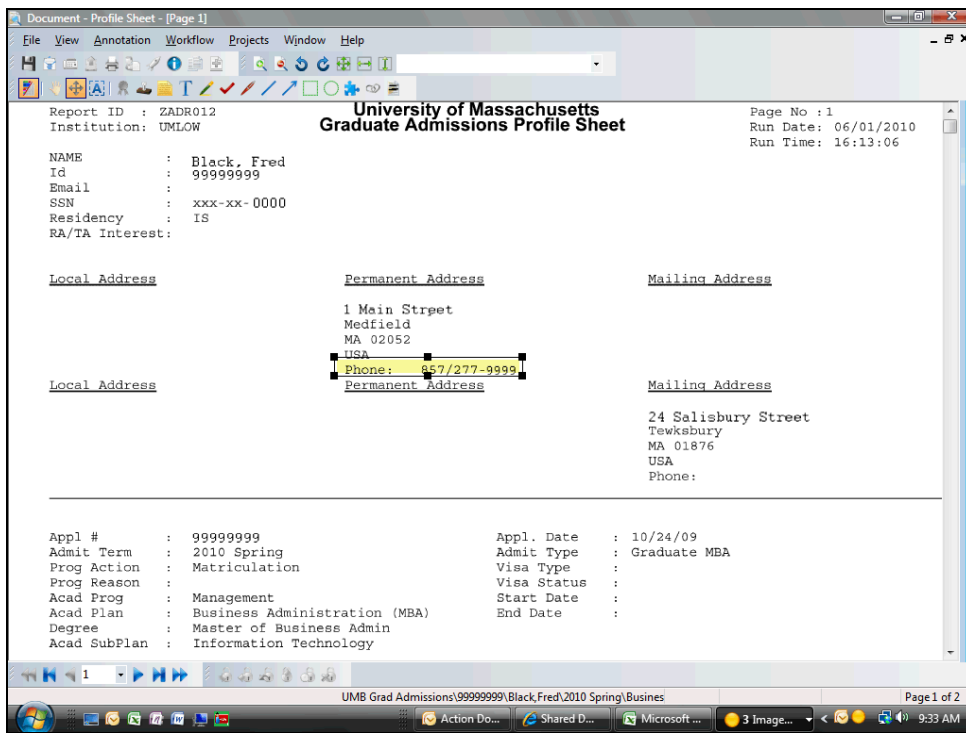 Document - Profile Sheet - [Page 1]
File View Annotation Workflow Projects Window Help
Report ID : ZADR012 University of Massachusetts Page No :1
Institution: UMLOW Graduate Admissions Profile Sheet Run Date: 06/01/2010
Run Time: 16:13:06
NAME : Black, Fred
Id : 99999999
Email :
SSN : xxx-xx-0000
Residency : IS
RA/TA Interest:
Local Address Permanent Address Mailing Address
1 Main Street
Medfield
MA 02052
USA
Phone: 857/277-9999
Local Address Permanent Address Mailing Address
24 Salisbury Street
Tewksbury
MA 01876
USA
Phone:
Appl # : 99999999 Appl. Date : 10/24/09
Admit Term : 2010 Spring Admit Type : Graduate MBA
Prog Action : Matriculation Visa Type :
Prog Reason : Visa Status :
Acad Prog : Management Start Date :
Acad Plan : Business Administration (MBA) End Date :
Degree : Master of Business Admin
Acad SubPlan : Information Technology
1
UMB Grad Admissions\99999999\Black,Fred\2010 Spring\Busines Page 1 of 2
Action Do... Shared D... Microsoft ... 3 Image... 9:33 AM